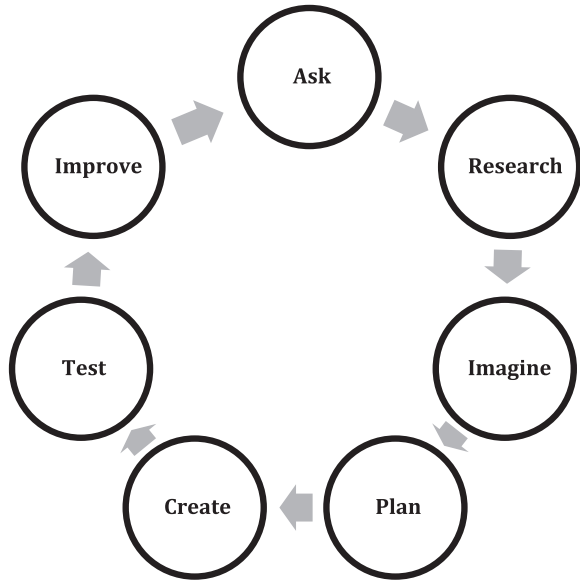 Ask
Research
Imagine
Plan
Create
Test
Improve